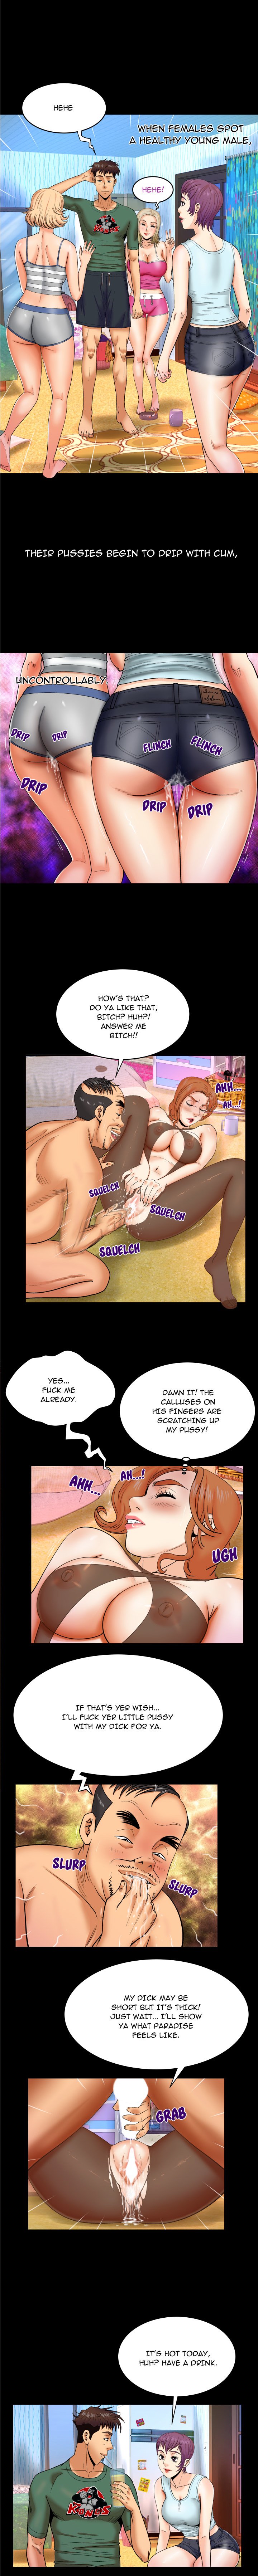 HEHE
WHEN FEMALES SPOT
A HEALTHY YOUNG MALE,
HEHE!
KONGS
THEIR PUSSIES BEGIN TO DRIP WITH CUM,
UNCONTROLLABLY
DRIP
DRIP
DRIP
FLINCH
FLINCH
DRIP
DRIP
HOW'S THAT?
DO YA LIKE THAT,
BITCH? HUH?!
ANSWER ME
BITCH!!
AHH...
AH...!
SQUELCH
SQUELCH
SQUELCH
YES...
FUCK ME
ALREADY.
DAMN IT! THE
CALLUSES ON
HIS FINGERS ARE
SCRATCHING UP
MY PUSSY!
AHH...
AH...!
UGH
IF THAT'S YER WISH...
I'LL FUCK YER LITTLE PUSSY
WITH MY DICK FOR YA.
SLURP
SLURP
MY DICK MAY BE
SHORT BUT IT'S THICK!
JUST WAIT... I'LL SHOW
YA WHAT PARADISE
FEELS LIKE.
GRAB
IT'S HOT TODAY,
HUH? HAVE A DRINK.
KONGS